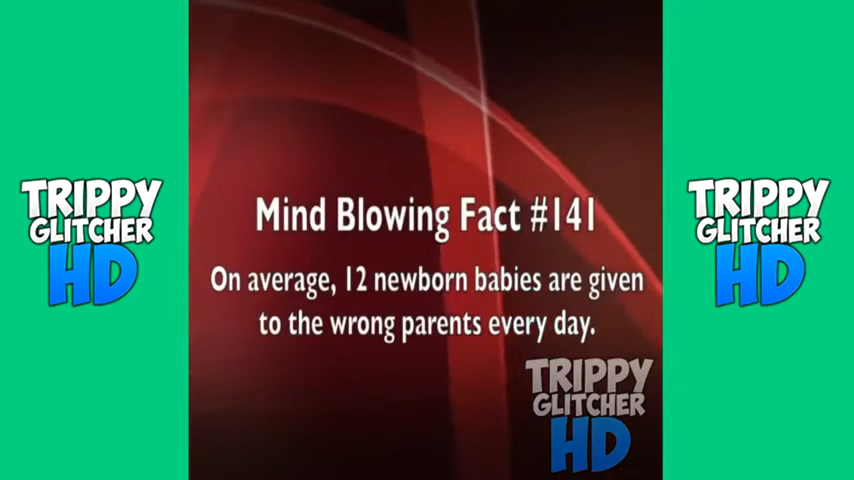 Mind Blowing Fact #141
On average, 12 newborn babies are given
to the wrong parents every day.
TRIPPY
GLITCHER
HD
TRIPPY
GLITCHER
HD
TRIPPY
GLITCHER
HD